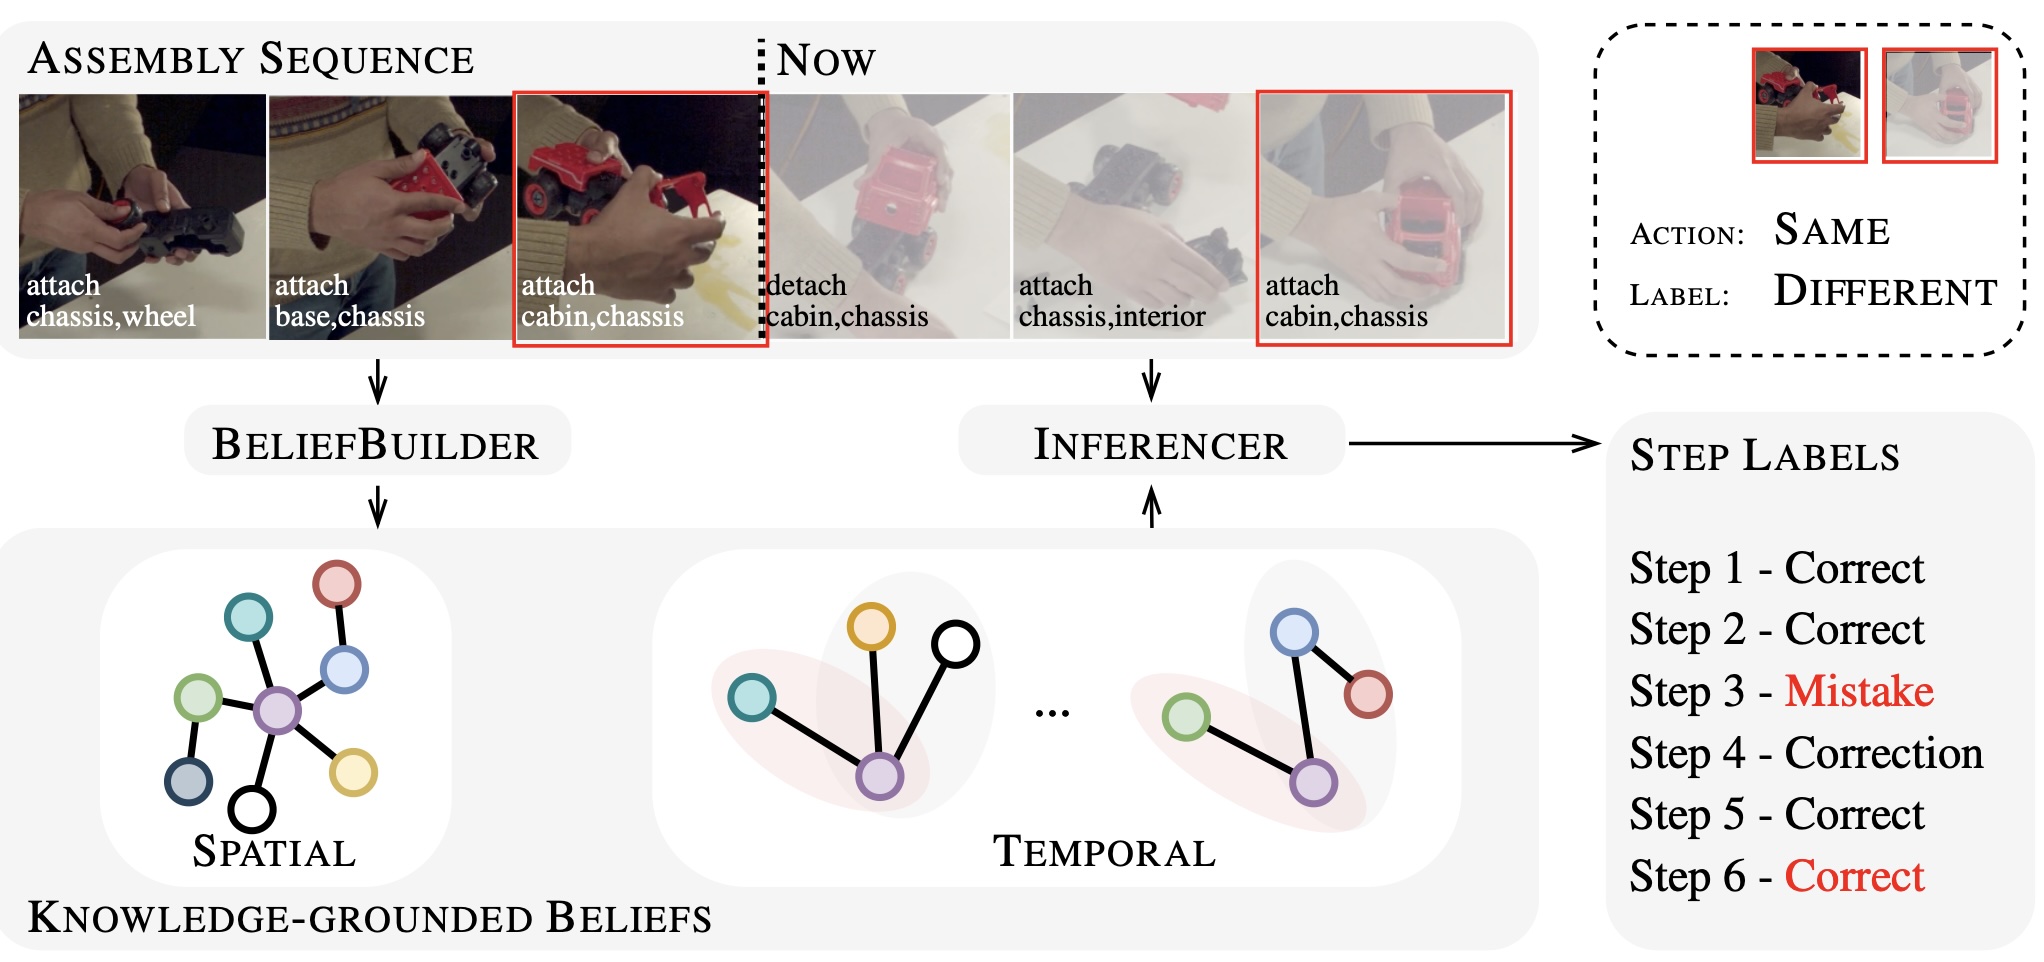 ASSEMBLY SEQUENCE
NOW
attach
chassis,wheel
attach
base,chassis
attach
cabin,chassis
detach
cabin,chassis
attach
chassis,interior
attach
cabin,chassis
ACTION: SAME
LABEL: DIFFERENT
BELIEFBUILDER
INFERENCER
STEP LABELS
Step 1 - Correct
Step 2 - Correct
Step 3 - Mistake
Step 4 - Correction
Step 5 - Correct
Step 6 - Correct
...
SPATIAL
TEMPORAL
KNOWLEDGE-GROUNDED BELIEFS